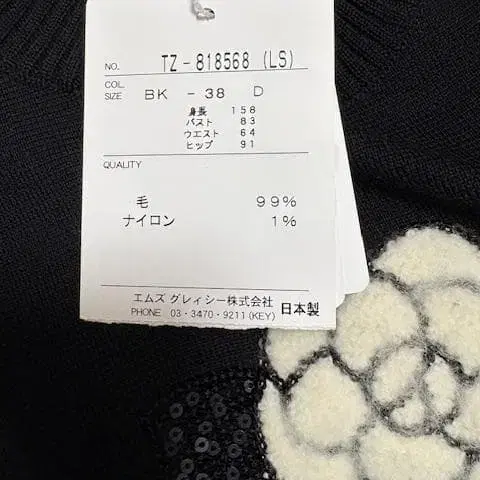 NO. TZ-818568 (LS)
COL.
SIZE BK - 38 D
身長 158
バスト 83
ウエスト 64
ヒップ 91
QUALITY
毛 99%
ナイロン 1%
エムズ グレィシー株式会社 日本製
PHONE 03・3470・9211(KEY)